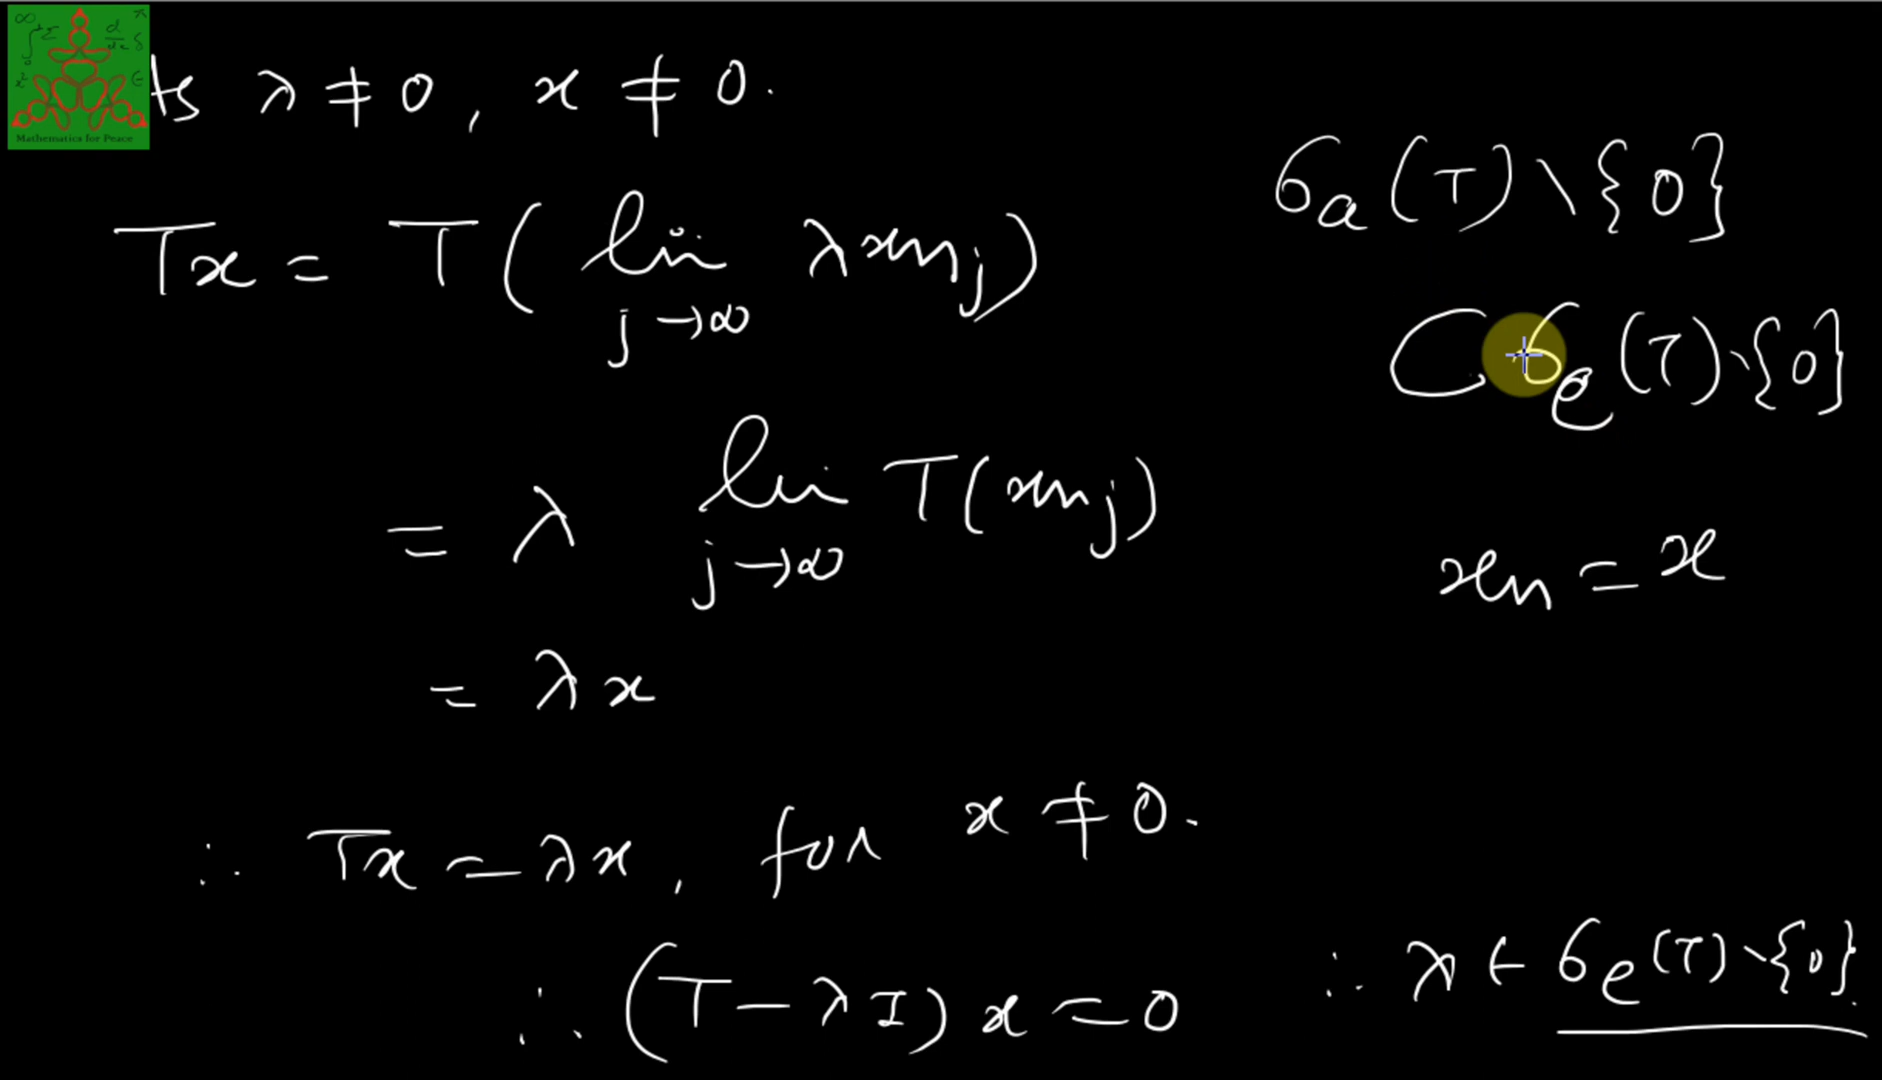 ts λ ≠ 0, x ≠ 0.
Tx = T( lim j→∞ λxnj)
= λ lim j→∞ T(xnj)
= λx
∴ Tx = λx, for x ≠ 0.
∴ (T - λI)x = 0
σa(T)\{0}
⊂ σe(T)\{0}
xn = x
∴ λ ∈ σe(T)\{0}.
Mathematics for Peace